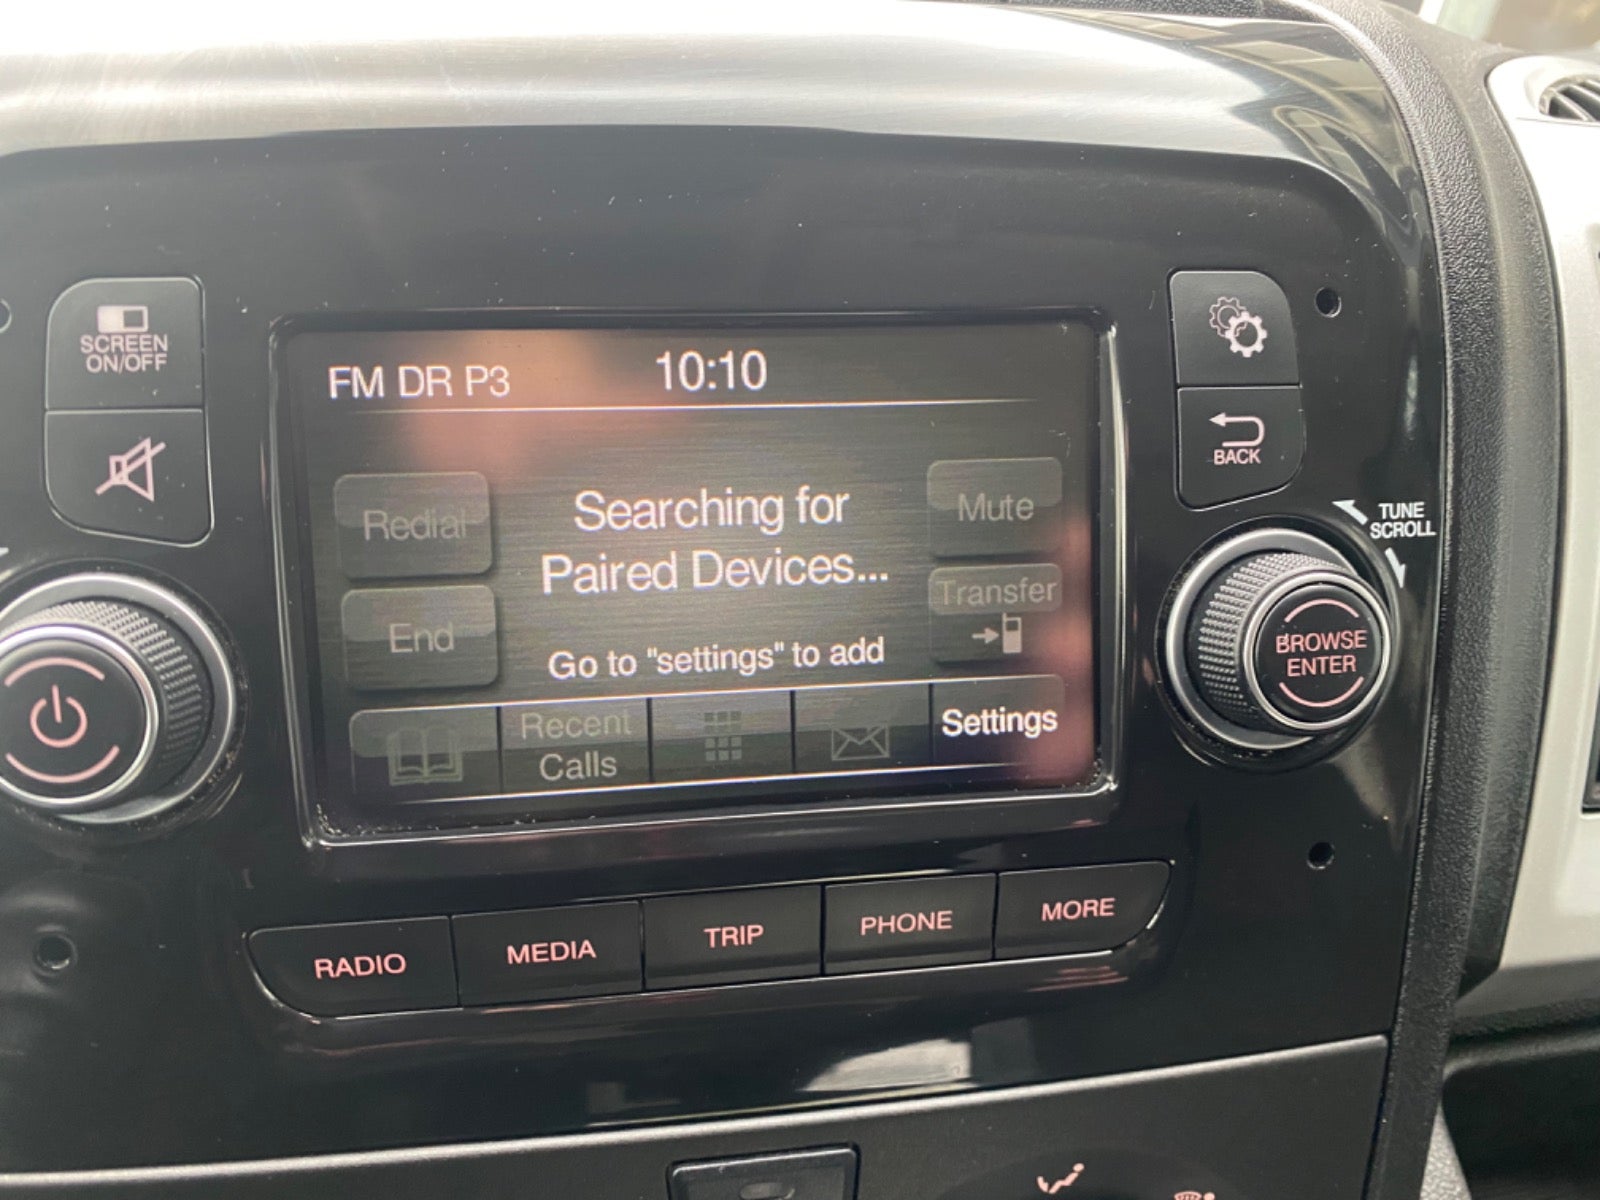 SCREEN
ON/OFF
FM DR P3
10:10
Redial
Searching for
Paired Devices...
Mute
Transfer
End
Go to "settings" to add
Recent
Calls
Settings
BACK
TUNE
SCROLL
BROWSE
ENTER
RADIO
MEDIA
TRIP
PHONE
MORE